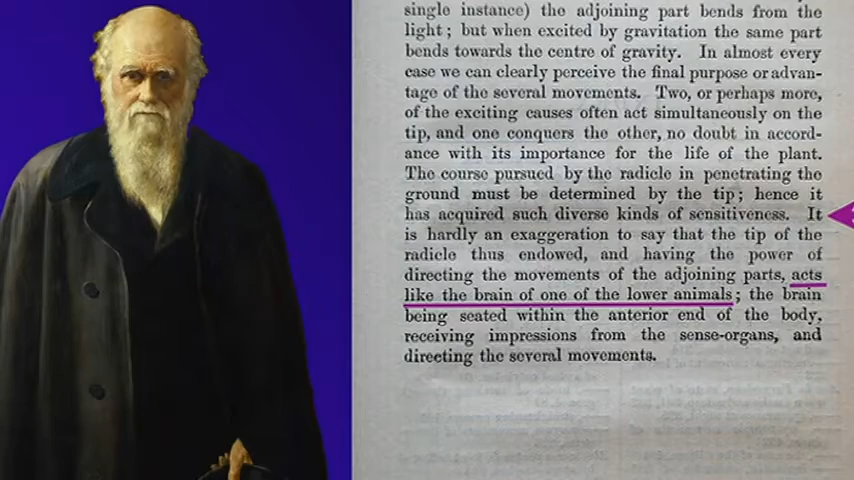 single instance) the adjoining part bends from the
light; but when excited by gravitation the same part
bends towards the centre of gravity. In almost every
case we can clearly perceive the final purpose or advan-
tage of the several movements. Two, or perhaps more,
of the exciting causes often act simultaneously on the
tip, and one conquers the other, no doubt in accord-
ance with its importance for the life of the plant.
The course pursued by the radicle in penetrating the
ground must be determined by the tip; hence it
has acquired such diverse kinds of sensitiveness. It
is hardly an exaggeration to say that the tip of the
radicle thus endowed, and having the power of
directing the movements of the adjoining parts, acts
like the brain of one of the lower animals; the brain
being seated within the anterior end of the body,
receiving impressions from the sense-organs, and
directing the several movements.